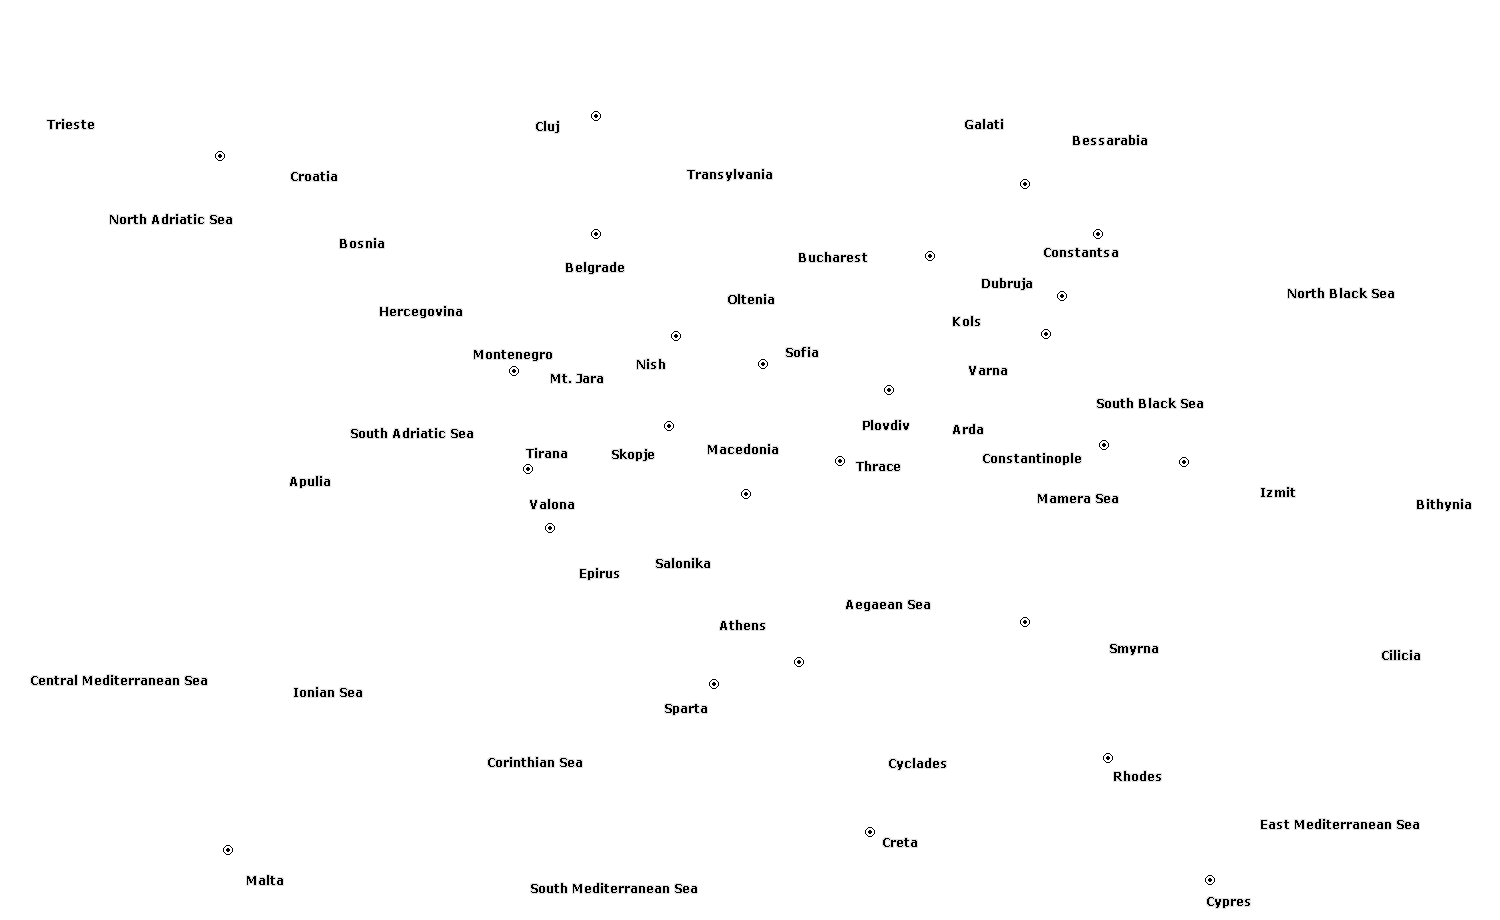 Trieste
Cluj
Galati
Bessarabia
Croatia
Transylvania
North Adriatic Sea
Bosnia
Constantsa
Bucharest
Belgrade
Dubruja
North Black Sea
Oltenia
Hercegovina
Kols
Sofia
Montenegro
Nish
Varna
Mt. Jara
South Black Sea
Plovdiv
Arda
South Adriatic Sea
Macedonia
Tirana
Skopje
Constantinople
Thrace
Apulia
Izmit
Mamera Sea
Valona
Bithynia
Salonika
Epirus
Aegaean Sea
Athens
Smyrna
Cilicia
Central Mediterranean Sea
Ionian Sea
Sparta
Corinthian Sea
Cyclades
Rhodes
East Mediterranean Sea
Creta
Malta
South Mediterranean Sea
Cypres